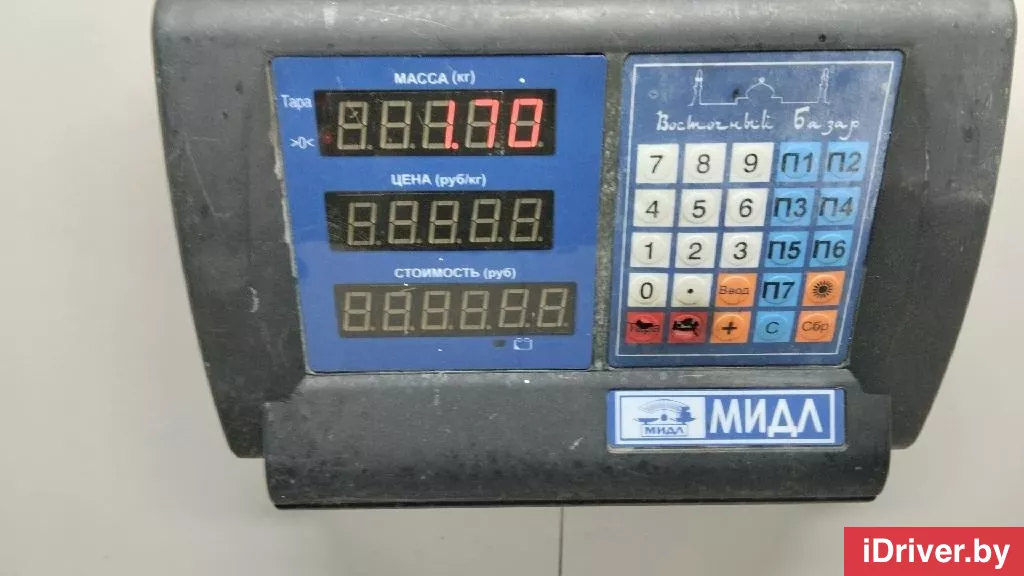 МАССА (кг)
Тара
1.70
>0<
ЦЕНА (руб/кг)
СТОИМОСТЬ (руб)
Восточный Базар
7 8 9 П1 П2
4 5 6 П3 П4
1 2 3 П5 П6
0 . Ввод П7
+ С Сбр
МИДЛ МИДЛ
iDriver.by